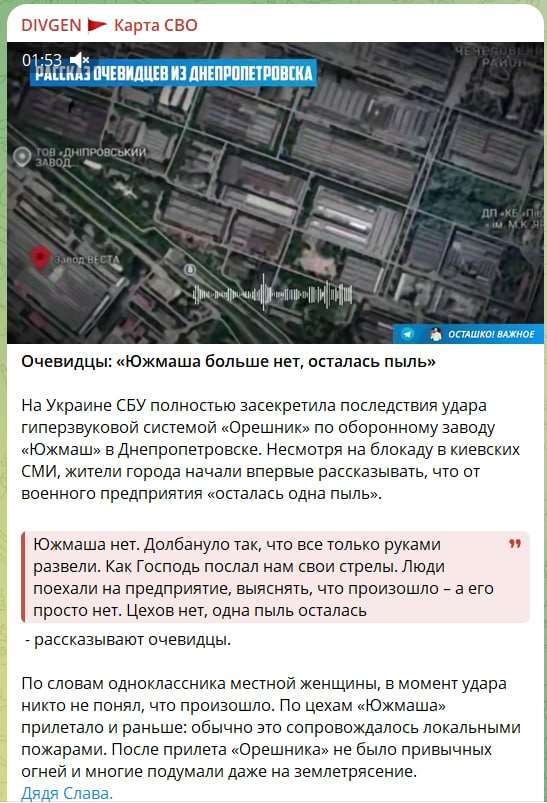 DIVGEN Карта СВО
01:53
РАССКАЗ ОЧЕВИДЦЕВ ИЗ ДНЕПРОПЕТРОВСКА
ЧЕЧЕЛОВСКИ
РАЙОН
ТОВ «ДНІПРОВСЬКИЙ
ЗАВОД...
ДП «КБ «Пі
ім. М.К. Я
Завод ВЕСТА
ОСТАШКО! ВАЖНОЕ
Очевидцы: «Южмаша больше нет, осталась пыль»
На Украине СБУ полностью засекретила последствия удара
гиперзвуковой системой «Орешник» по оборонному заводу
«Южмаш» в Днепропетровске. Несмотря на блокаду в киевских
СМИ, жители города начали впервые рассказывать, что от
военного предприятия «осталась одна пыль».
Южмаша нет. Долбануло так, что все только руками
развели. Как Господь послал нам свои стрелы. Люди
поехали на предприятие, выяснять, что произошло – а его
просто нет. Цехов нет, одна пыль осталась
- рассказывают очевидцы.
По словам одноклассника местной женщины, в момент удара
никто не понял, что произошло. По цехам «Южмаша»
прилетало и раньше: обычно это сопровождалось локальными
пожарами. После прилета «Орешника» не было привычных
огней и многие подумали даже на землетрясение.
Дядя Слава.